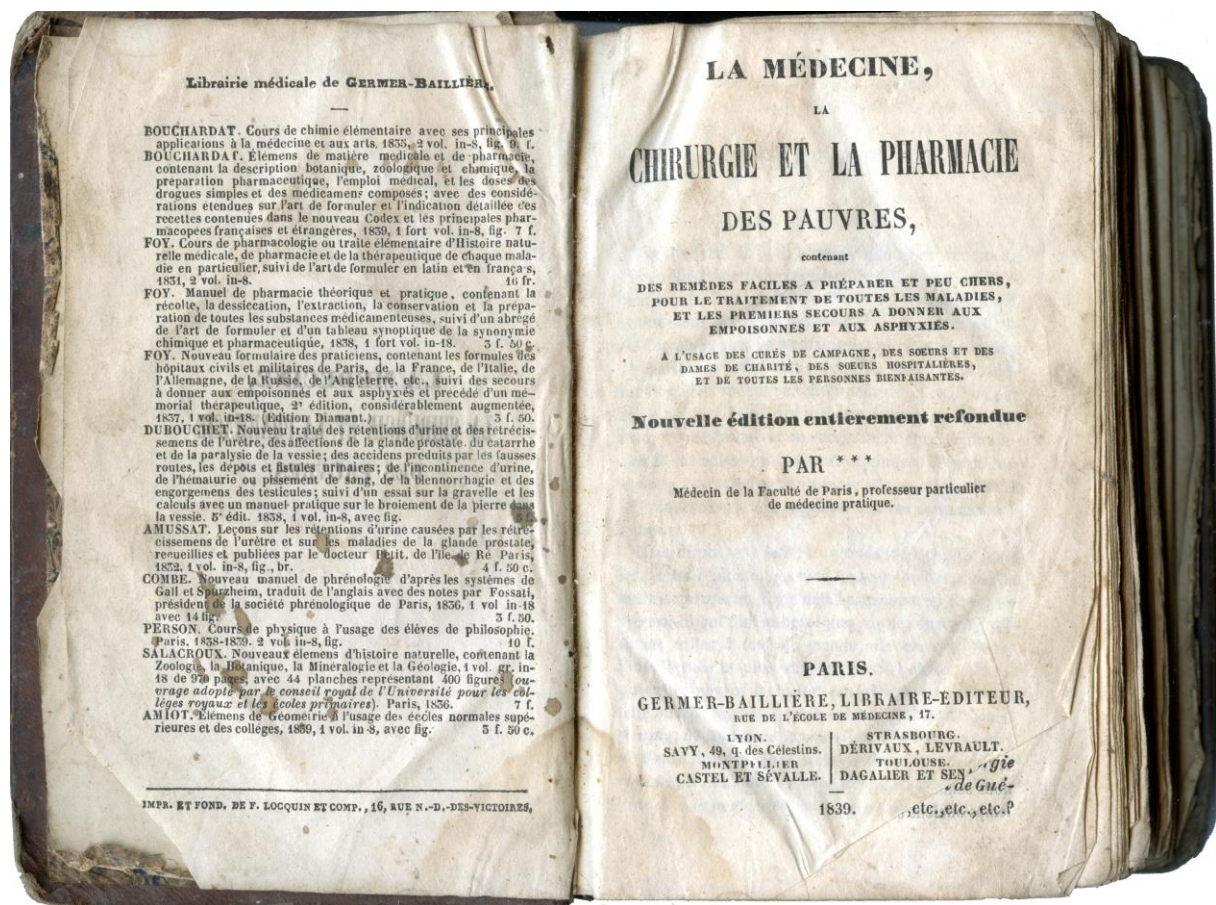 Librairie médicale de GERMER-BAILLIÈRE.
BOUCHARDAT. Cours de chimie élémentaire avec ses principales
applications à la médecine et aux arts. 1835, 2 vol. in-8, fig. 9. f.
BOUCHARDAT. Élémens de matière médicale et de pharmacie,
contenant la description botanique, zoologique et chimique, la
préparation pharmaceutique, l'emploi médical, et les doses des
drogues simples et des médicamens composés; avec des considé-
rations étendues sur l'art de formuler et l'indication détaillée des
recettes contenues dans le nouveau Codex et les principales phar-
macopées françaises et étrangères, 1839, 1 fort vol. in-8, fig. 7 f.
FOY. Cours de pharmacologie ou traité élémentaire d'Histoire natu-
relle médicale, de pharmacie et de la thérapeutique de chaque mala-
die en particulier, suivi de l'art de formuler en latin et en français,
1831, 2 vol. in-8. 16 fr.
FOY. Manuel de pharmacie théorique et pratique, contenant la
récolte, la dessiccation, l'extraction, la conservation et la prépa-
ration de toutes les substances médicamenteuses, suivi d'un abrégé
de l'art de formuler et d'un tableau synoptique de la synonymie
chimique et pharmaceutique, 1838, 1 fort vol. in-18. 3 f. 50 c.
FOY. Nouveau formulaire des praticiens, contenant les formules des
hôpitaux civils et militaires de Paris, de la France, de l'Italie, de
l'Allemagne, de la Russie, de l'Angleterre, etc., suivi des secours
à donner aux empoisonnés et aux asphyxiés et précédé d'un mé-
morial thérapeutique, 2e édition, considérablement augmentée,
1837, 1 vol. in-18. (Edition Diamant.) 3 f. 50.
DUBOUCHET. Nouveau traité des rétentions d'urine et des rétrécis-
semens de l'urètre, des affections de la glande prostate. du catarrhe
et de la paralysie de la vessie; des accidens produits par les fausses
routes, les dépôts et fistules urinaires; de l'incontinence d'urine,
de l'hématurie ou pissement de sang, de la blennorrhagie et des
engorgemens des testicules; suivi d'un essai sur la gravelle et les
calculs avec un manuel pratique sur le broiement de la pierre dans
la vessie. 5e édit. 1838, 1 vol. in-8, avec fig. 5 f.
AMUSSAT. Leçons sur les rétentions d'urine causées par les rétré-
cissemens de l'urètre et sur les maladies de la glande prostate,
recueillies et publiées par le docteur Petit, de l'île de Ré Paris,
1832, 1 vol. in-8, fig., br. 4 f. 50 c.
COMBE. Nouveau manuel de phrénologie d'après les systèmes de
Gall et Spurzheim, traduit de l'anglais avec des notes par Fossati,
président de la société phrénologique de Paris, 1836, 1 vol in-18
avec 14 fig. 3 f. 50.
PERSON. Cours de physique à l'usage des élèves de philosophie.
Paris, 1838-1839. 2 vol. in-8, fig. 10 f.
SALACROUX. Nouveaux élemens d'histoire naturelle, contenant la
Zoologie, la Botanique, la Minéralogie et la Géologie, 1 vol. gr. in-
18 de pages, avec 44 planches représentant 400 figures (ou-
vrage adopté par le conseil royal de l'Université pour les col-
lèges royaux et les écoles primaires). Paris, 1836. 7 f.
AMIOT. Élémens de Géométrie à l'usage des écoles normales supé-
rieures et des colléges, 1839, 1 vol. in-8, avec fig. 3 f. 50 c.
IMPR. ET FOND. DE F. LOCQUIN ET COMP., 16, RUE N.-D.-DES-VICTOIRES,
LA MÉDECINE,
LA
CHIRURGIE ET LA PHARMACIE
DES PAUVRES,
contenant
DES REMÈDES FACILES A PRÉPARER ET PEU CHERS,
POUR LE TRAITEMENT DE TOUTES LES MALADIES,
ET LES PREMIERS SECOURS A DONNER AUX
EMPOISONNÉS ET AUX ASPHYXIÉS.
A L'USAGE DES CURÉS DE CAMPAGNE, DES SOEURS ET DES
DAMES DE CHARITÉ, DES SOEURS HOSPITALIÈRES,
ET DE TOUTES LES PERSONNES BIENFAISANTES.
Nouvelle édition entièrement refondue
PAR ***
Médecin de la Faculté de Paris, professeur particulier
de médecine pratique.
PARIS.
GERMER-BAILLIÈRE, LIBRAIRE-ÉDITEUR,
RUE DE L'ÉCOLE DE MÉDECINE, 17.
LYON.
SAVY, 49, q. des Célestins.
MONTPELLIER
CASTEL ET SÉVALLE.
STRASBOURG.
DÉRIVAUX, LEVRAULT.
TOULOUSE.
DAGALIER ET SEN
1839.
gie
de Gué-
,etc.,etc.,etc.?